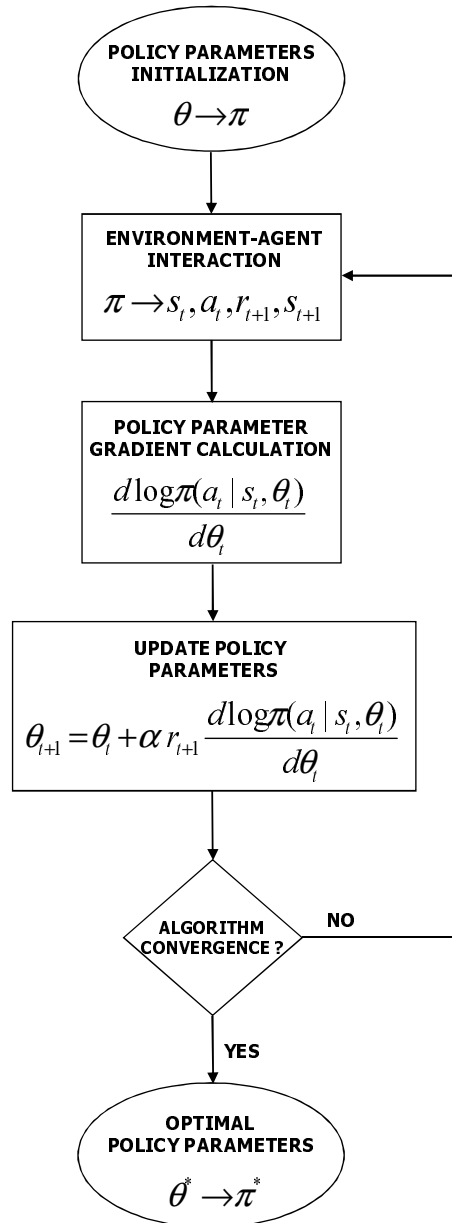 POLICY PARAMETERS
INITIALIZATION
θ → π
ENVIRONMENT-AGENT
INTERACTION
π → s_t, a_t, r_{t+1}, s_{t+1}
POLICY PARAMETER
GRADIENT CALCULATION
d log π(a_t | s_t, θ_t)
dθ_t
UPDATE POLICY
PARAMETERS
θ_{t+1} = θ_t + α r_{t+1} d log π(a_t | s_t, θ_t) / dθ_t
ALGORITHM
CONVERGENCE ?
NO
YES
OPTIMAL
POLICY PARAMETERS
θ* → π*